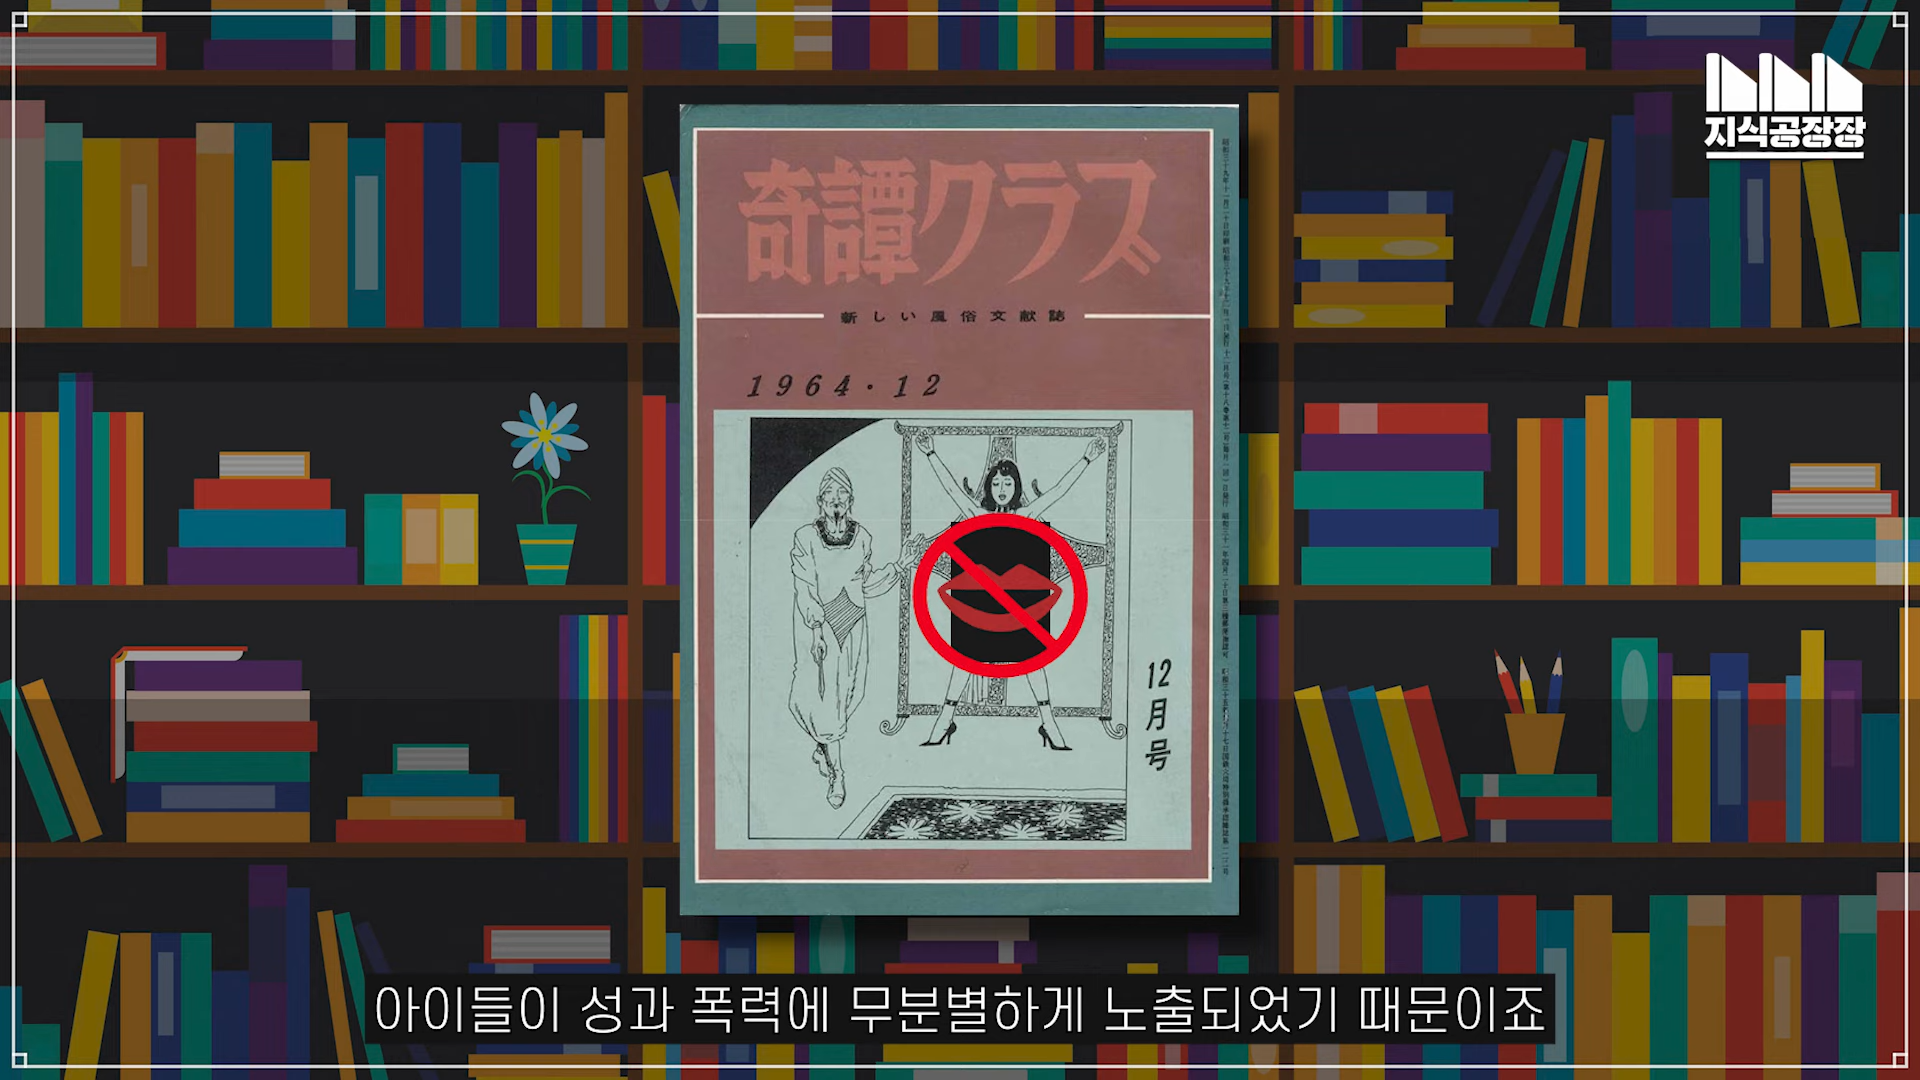 지식공장장
奇譚クラブ
新しい風俗文献誌
1964・12
12月号
아이들이 성과 폭력에 무분별하게 노출되었기 때문이죠